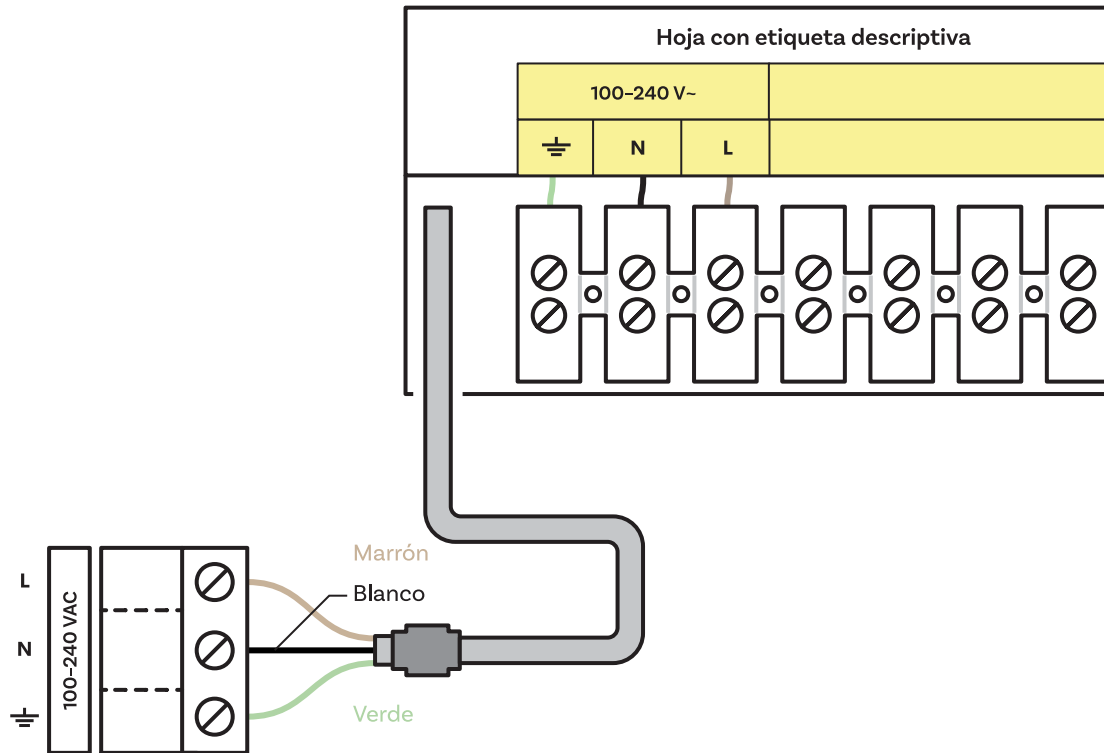 Hoja con etiqueta descriptiva
100–240 V~
N
L
Marrón
Blanco
Verde
L
N
100–240 VAC